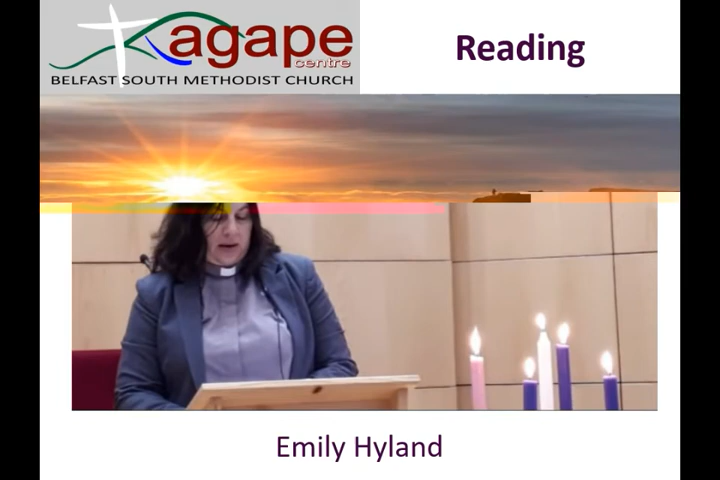 agape
centre
BELFAST SOUTH METHODIST CHURCH
Reading
Emily Hyland